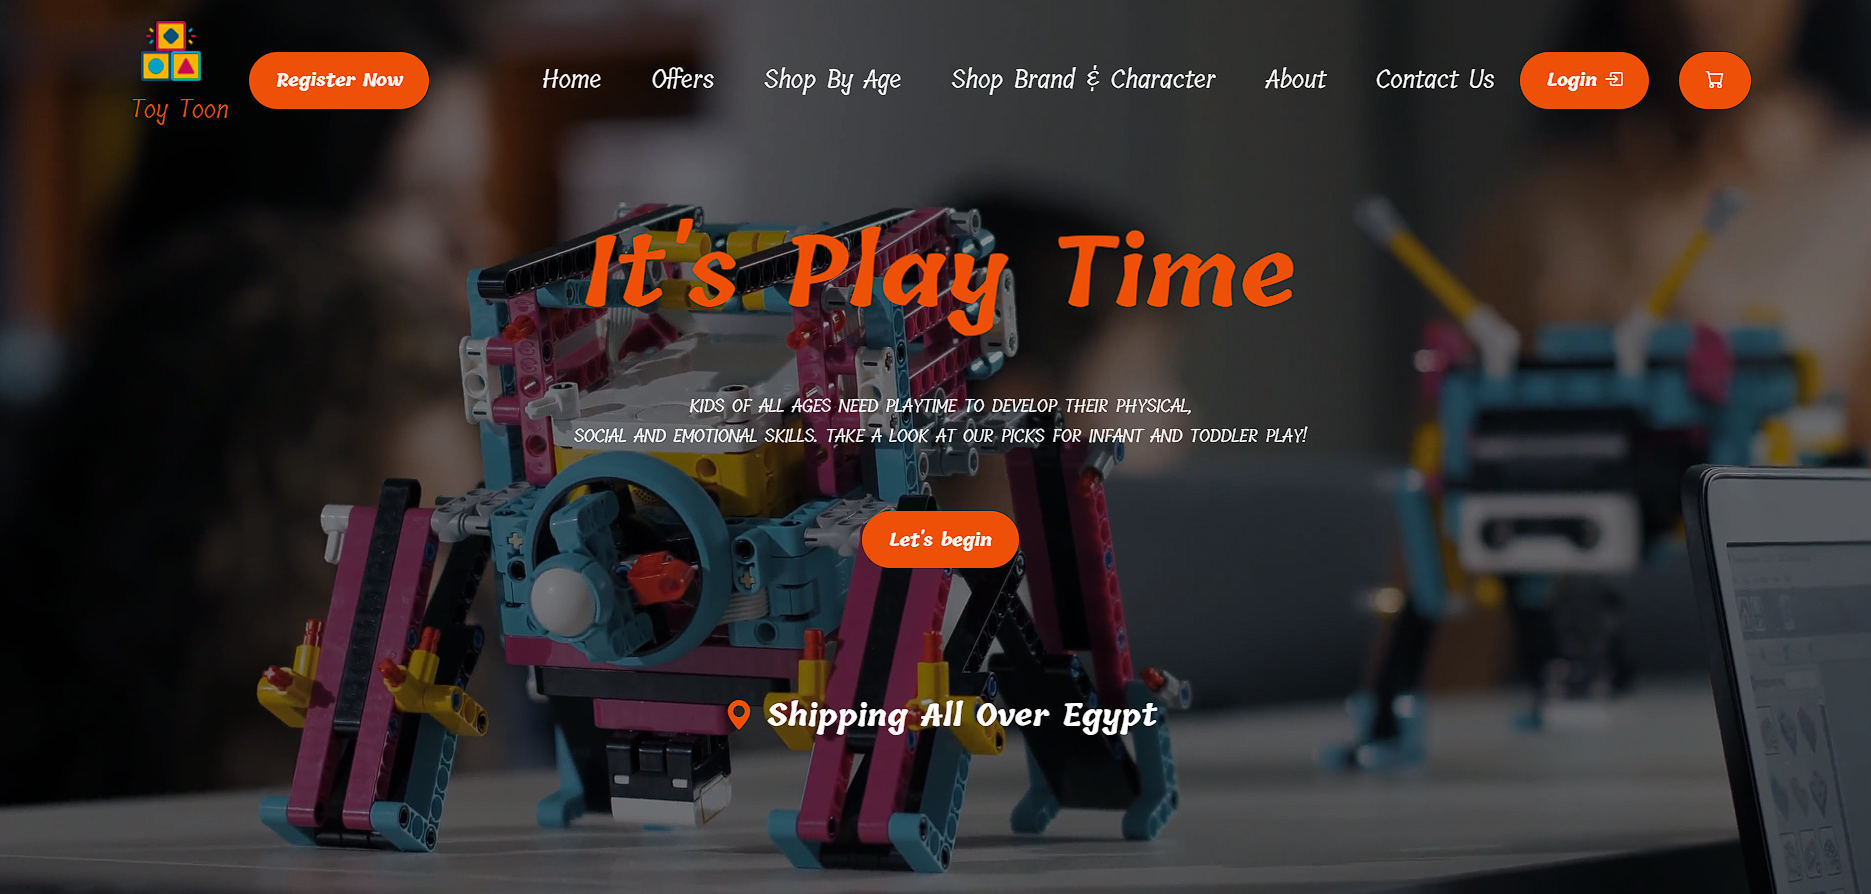 Toy Toon
Register Now
Home
Offers
Shop By Age
Shop Brand & Character
About
Contact Us
Login
It's Play Time
KIDS OF ALL AGES NEED PLAYTIME TO DEVELOP THEIR PHYSICAL,
SOCIAL AND EMOTIONAL SKILLS. TAKE A LOOK AT OUR PICKS FOR INFANT AND TODDLER PLAY!
Let's begin
Shipping All Over Egypt